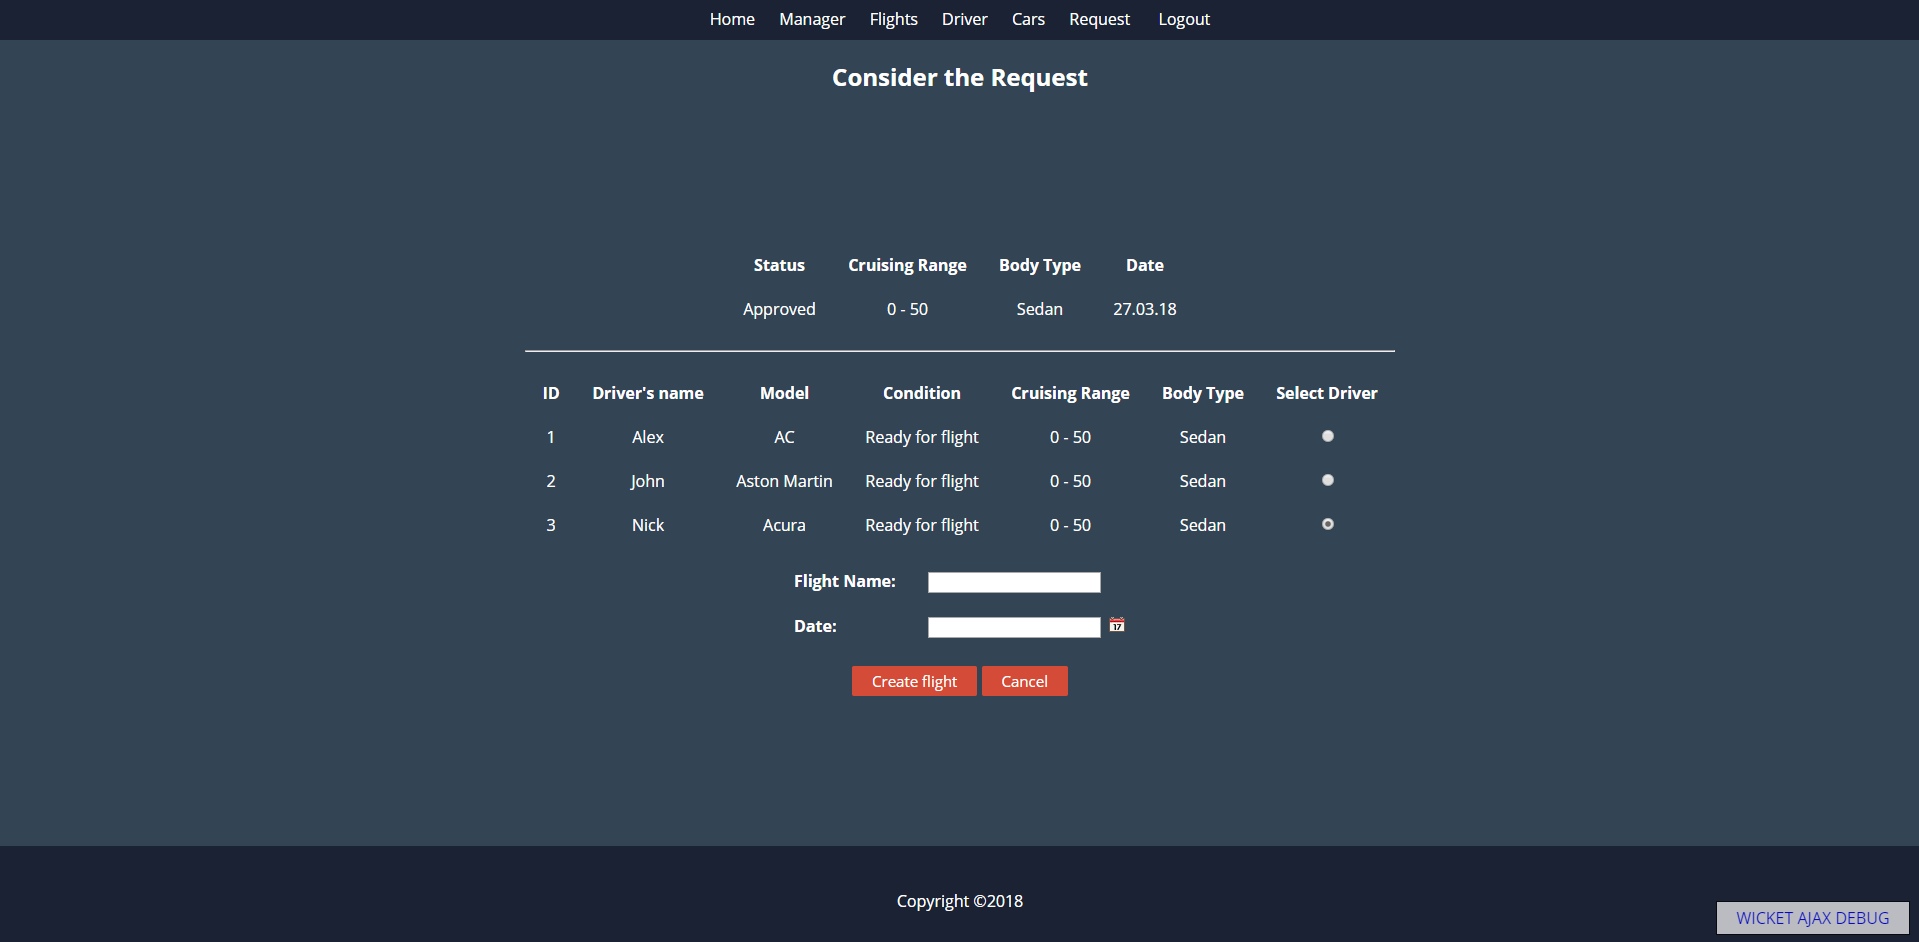 Home Manager Flights Driver Cars Request Logout
Consider the Request
Status Cruising Range Body Type Date
Approved 0 - 50 Sedan 27.03.18
ID Driver's name Model Condition Cruising Range Body Type Select Driver
1 Alex AC Ready for flight 0 - 50 Sedan
2 John Aston Martin Ready for flight 0 - 50 Sedan
3 Nick Acura Ready for flight 0 - 50 Sedan
Flight Name:
Date: 17
Create flight Cancel
Copyright ©2018
WICKET AJAX DEBUG